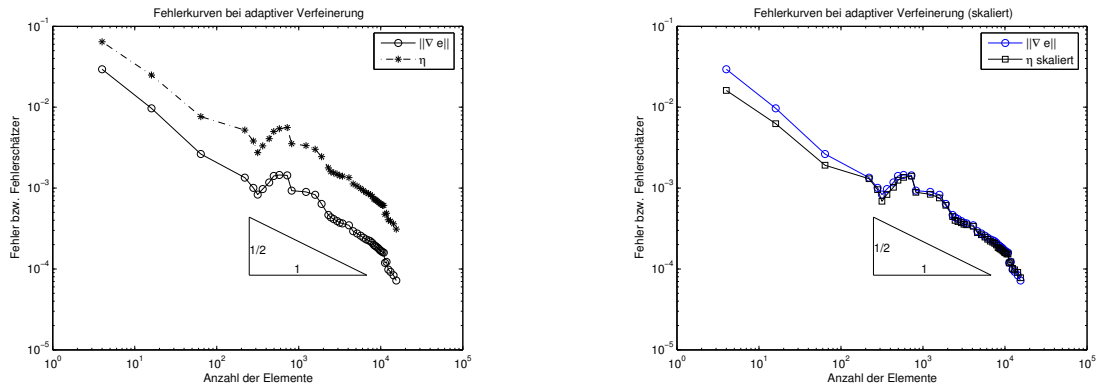 Fehlerkurven bei adaptiver Verfeinerung
Fehler bzw. Fehlerschätzer
10^-1
10^-2
10^-3
10^-4
10^-5
||∇ e||
η
1/2
1
10^0 10^1 10^2 10^3 10^4 10^5
Anzahl der Elemente
Fehlerkurven bei adaptiver Verfeinerung (skaliert)
Fehler bzw. Fehlerschätzer
10^-1
10^-2
10^-3
10^-4
10^-5
||∇ e||
η skaliert
1/2
1
10^0 10^1 10^2 10^3 10^4 10^5
Anzahl der Elemente